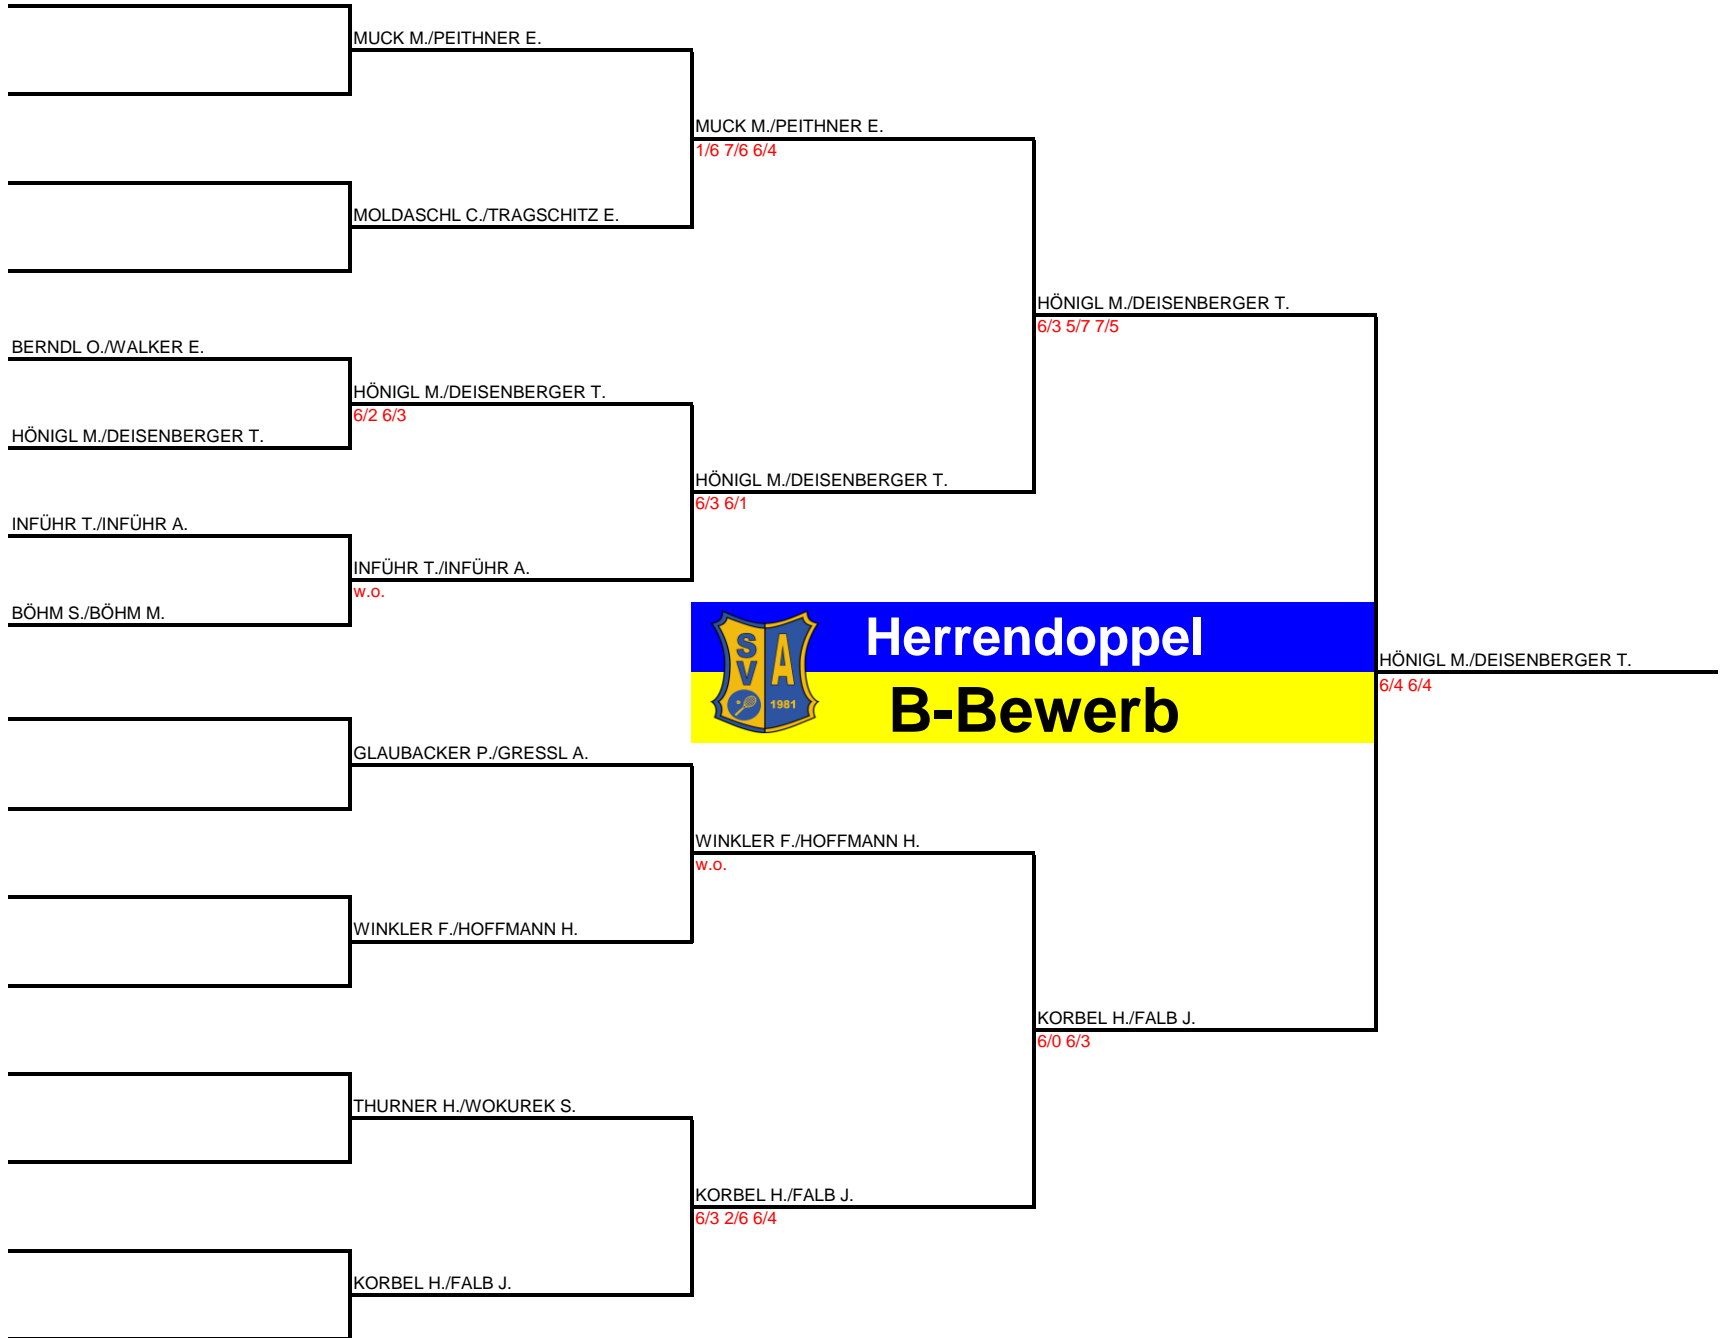 MUCK M./PEITHNER E.
MUCK M./PEITHNER E.
1/6 7/6 6/4
MOLDASCHL C./TRAGSCHITZ E.
HÖNIGL M./DEISENBERGER T.
6/3 5/7 7/5
BERNDL O./WALKER E.
HÖNIGL M./DEISENBERGER T.
6/2 6/3
HÖNIGL M./DEISENBERGER T.
HÖNIGL M./DEISENBERGER T.
6/3 6/1
INFÜHR T./INFÜHR A.
INFÜHR T./INFÜHR A.
w.o.
BÖHM S./BÖHM M.
SV A
1981
Herrendoppel
B-Bewerb
HÖNIGL M./DEISENBERGER T.
6/4 6/4
GLAUBACKER P./GRESSL A.
WINKLER F./HOFFMANN H.
w.o.
WINKLER F./HOFFMANN H.
KORBEL H./FALB J.
6/0 6/3
THURNER H./WOKUREK S.
KORBEL H./FALB J.
6/3 2/6 6/4
KORBEL H./FALB J.